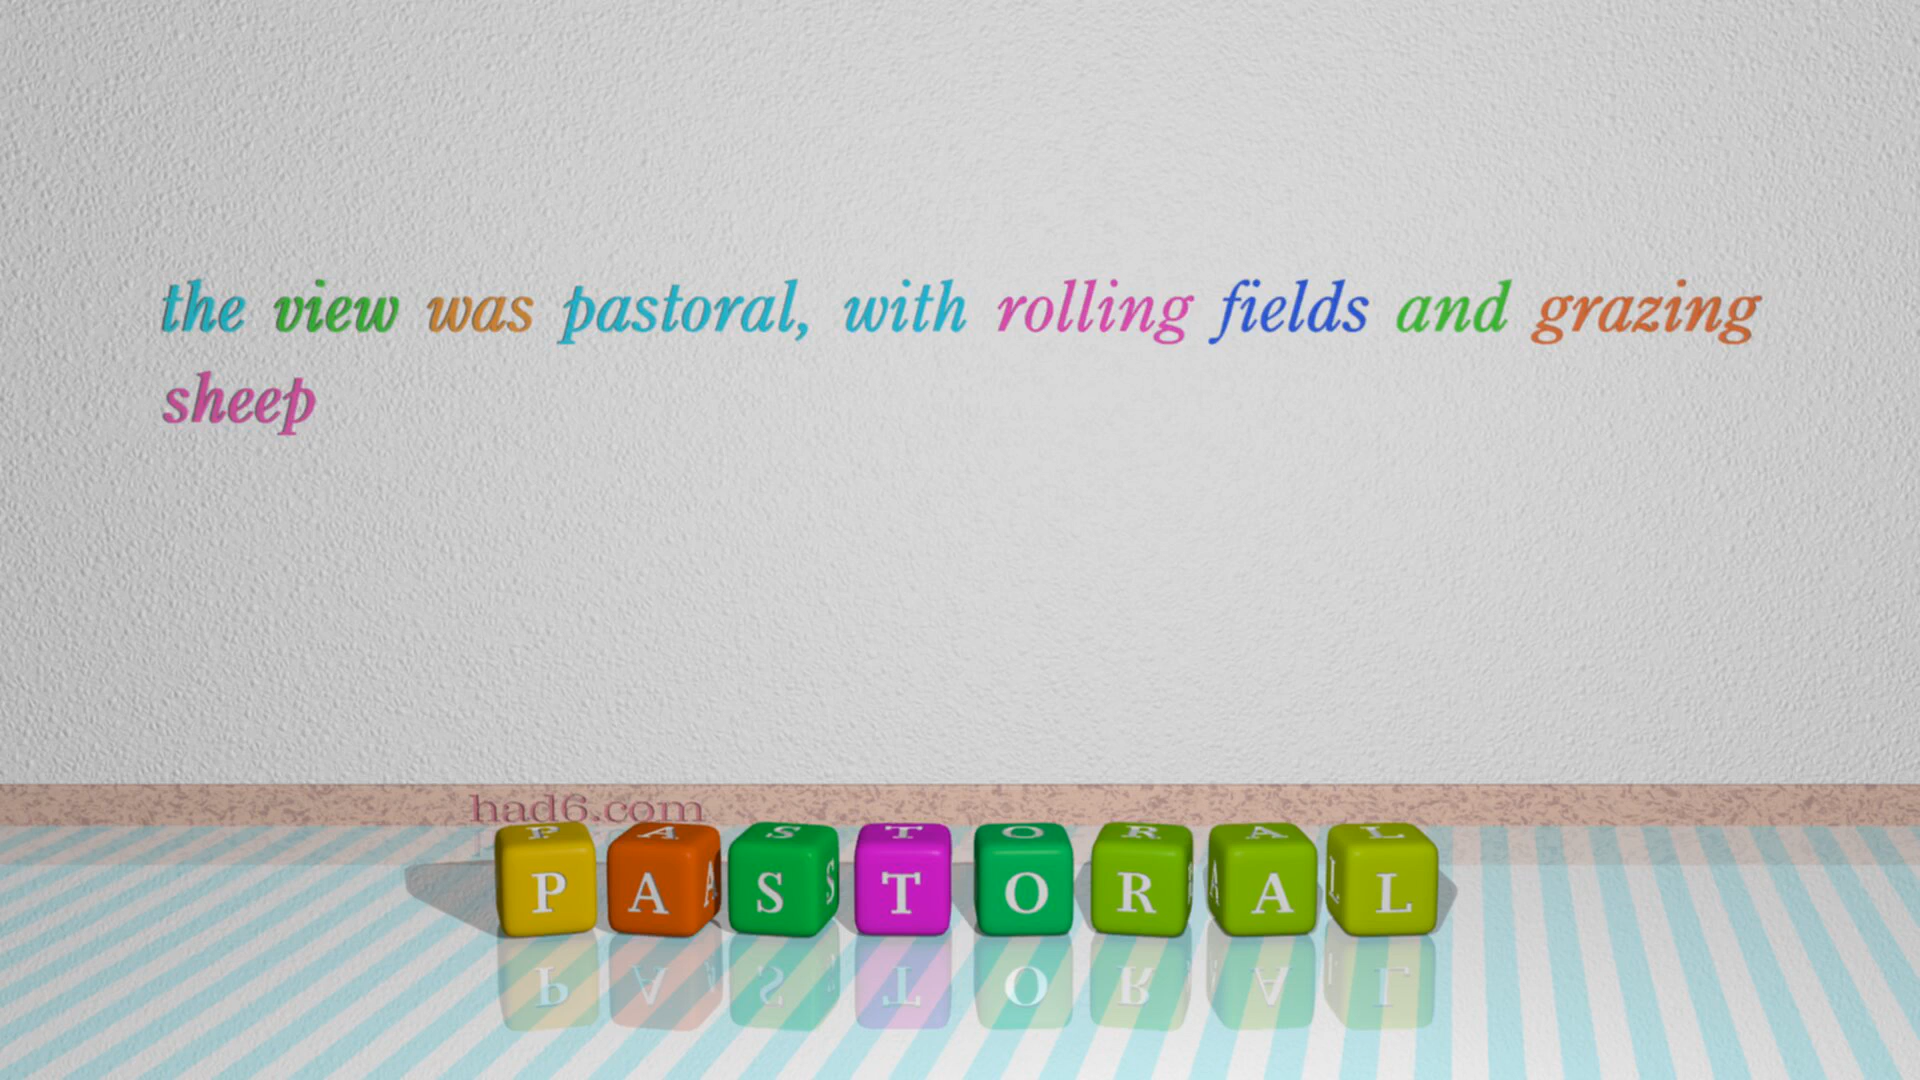 the view was pastoral, with rolling fields and grazing
sheep
had6.com
PASTORAL